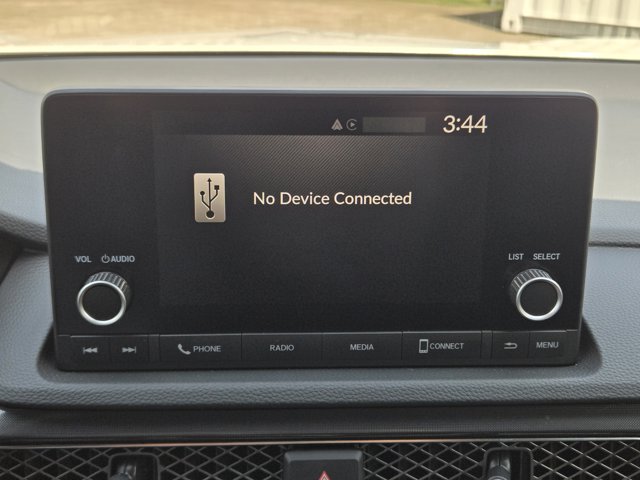 3:44
No Device Connected
VOL AUDIO
LIST SELECT
PHONE RADIO MEDIA CONNECT MENU